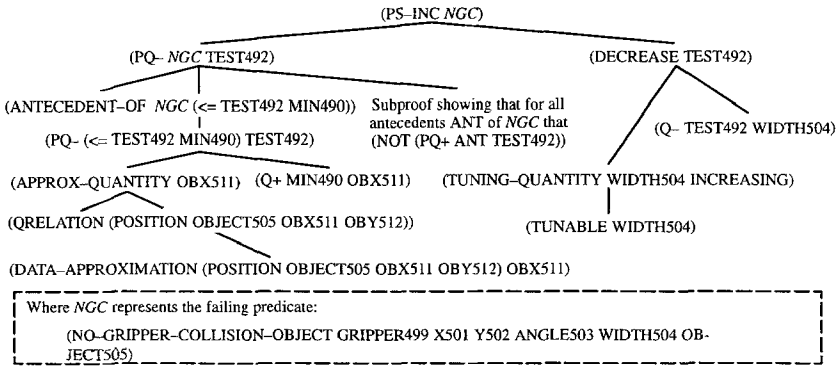 (PS–INC NGC)
(PQ– NGC TEST492)
(DECREASE TEST492)
(ANTECEDENT–OF NGC (<= TEST492 MIN490))
Subproof showing that for all
antecedents ANT of NGC that
(NOT (PQ+ ANT TEST492))
(Q– TEST492 WIDTH504)
(PQ– (<= TEST492 MIN490) TEST492)
(APPROX–QUANTITY OBX511)
(Q+ MIN490 OBX511)
(TUNING–QUANTITY WIDTH504 INCREASING)
(QRELATION (POSITION OBJECT505 OBX511 OBY512))
(TUNABLE WIDTH504)
(DATA–APPROXIMATION (POSITION OBJECT505 OBX511 OBY512) OBX511)
Where NGC represents the failing predicate:
(NO–GRIPPER–COLLISION–OBJECT GRIPPER499 X501 Y502 ANGLE503 WIDTH504 OB-
JECT505)